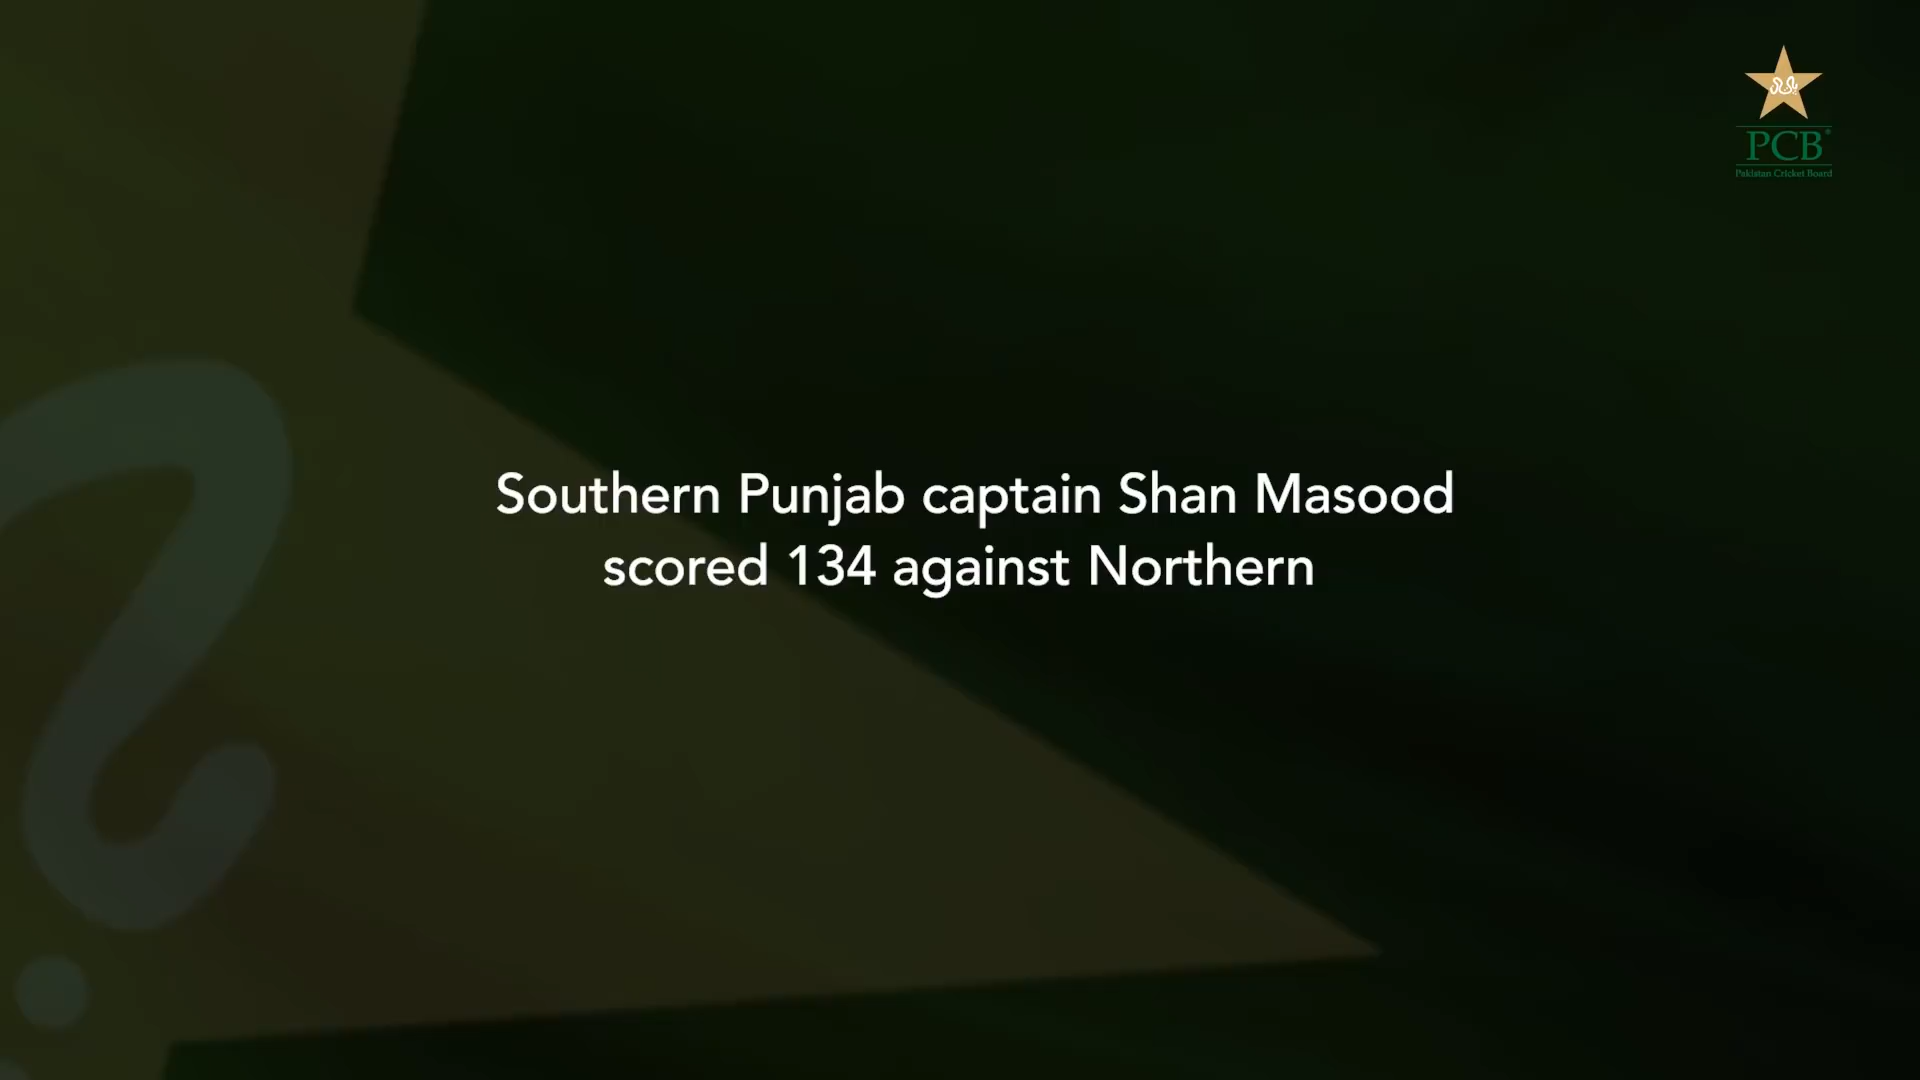 PCB
Pakistan Cricket Board
Southern Punjab captain Shan Masood
scored 134 against Northern